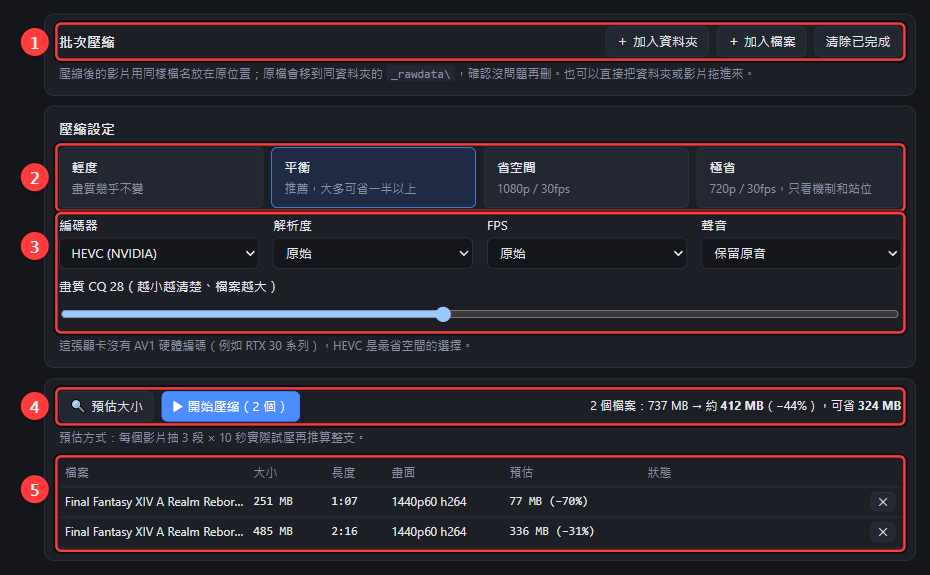 1
批次壓縮
+ 加入資料夾
+ 加入檔案
清除已完成
壓縮後的影片用同樣檔名放在原位置；原檔會移到同資料夾的 _rawdata\，確認沒問題再刪。也可以直接把資料夾或影片拖進來。
壓縮設定
2
輕度
畫質幾乎不變
平衡
推薦，大多可省一半以上
省空間
1080p / 30fps
極省
720p / 30fps，只看機制和站位
3
編碼器
解析度
FPS
聲音
HEVC (NVIDIA)
原始
原始
保留原音
畫質 CQ 28（越小越清楚、檔案越大）
這張顯卡沒有 AV1 硬體編碼（例如 RTX 30 系列），HEVC 是最省空間的選擇。
4
預估大小
開始壓縮（2 個）
2 個檔案：737 MB → 約 412 MB（−44%），可省 324 MB
預估方式：每個影片抽 3 段 × 10 秒實際試壓再推算整支。
5
檔案 大小 長度 畫面 預估 狀態
Final Fantasy XIV A Realm Rebor... 251 MB 1:07 1440p60 h264 77 MB (−70%) ×
Final Fantasy XIV A Realm Rebor... 485 MB 2:16 1440p60 h264 336 MB (−31%) ×